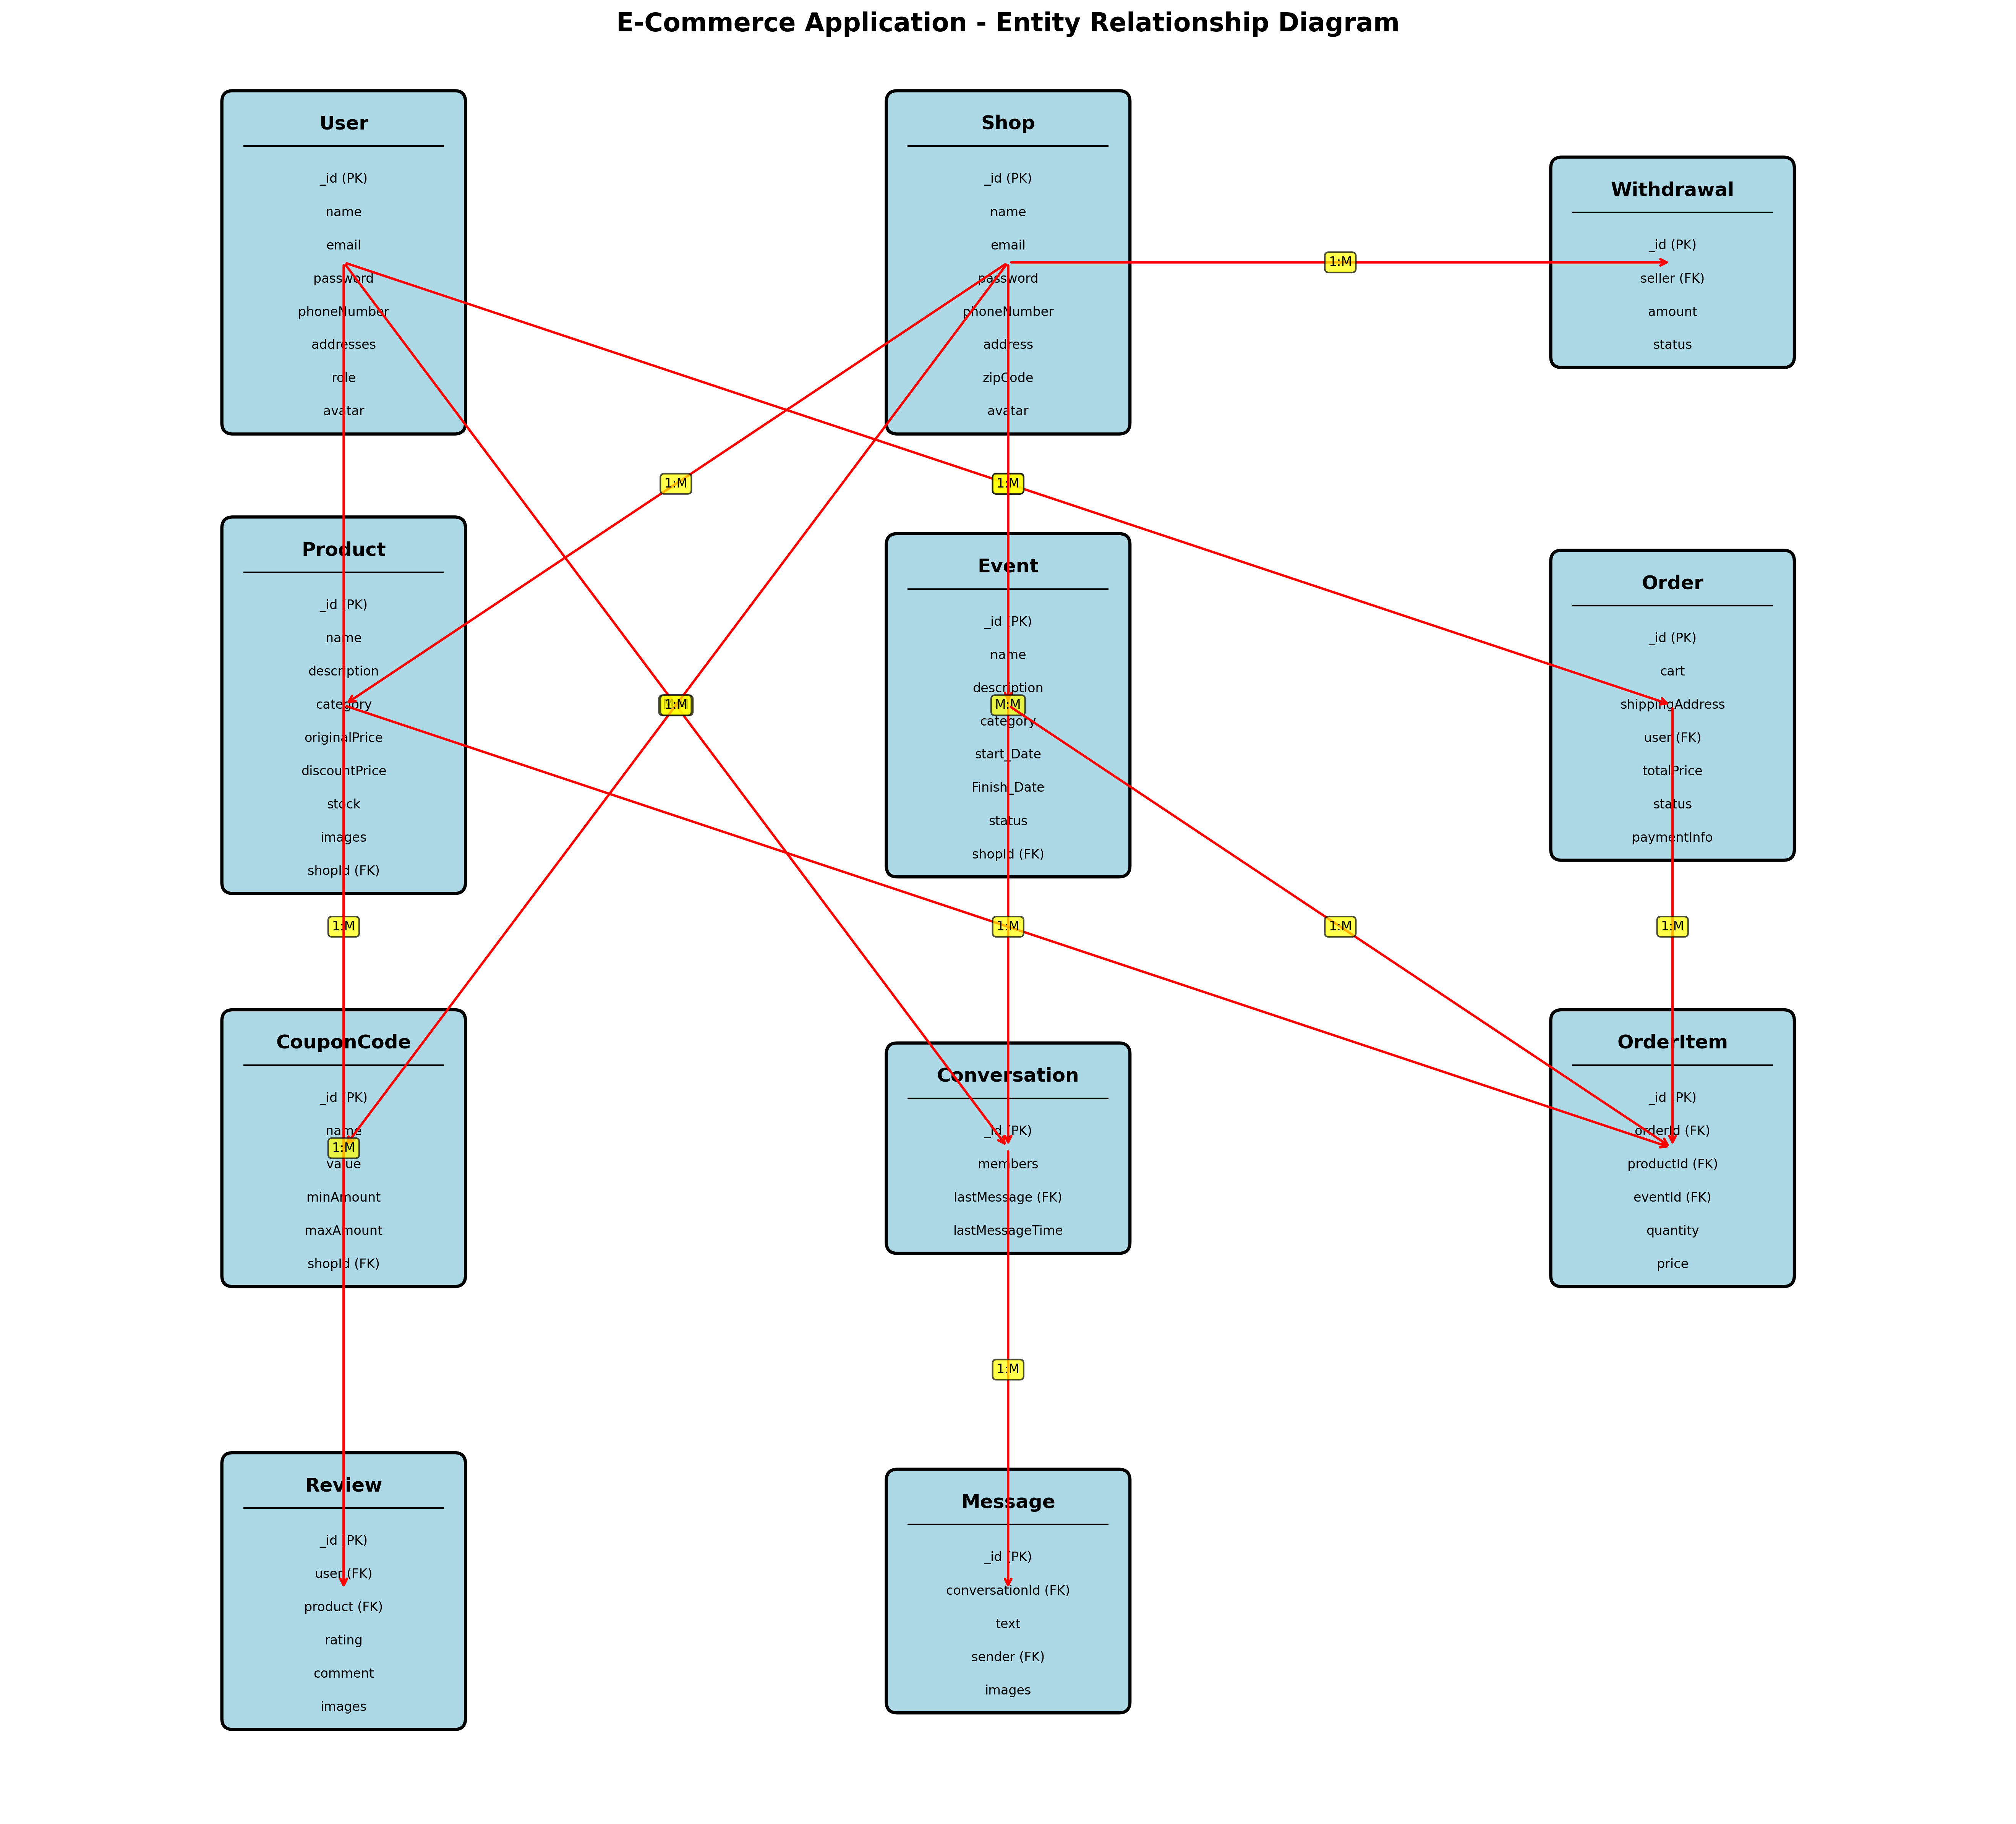 E-Commerce Application - Entity Relationship Diagram
User
_id (PK)
name
email
password
phoneNumber
addresses
role
avatar
Shop
_id (PK)
name
email
password
phoneNumber
address
zipCode
avatar
Withdrawal
_id (PK)
seller (FK)
amount
status
1:M
1:M
1:M
Product
_id (PK)
name
description
category
originalPrice
discountPrice
stock
images
shopId (FK)
1:M
Event
_id (PK)
name
description
M:M
category
start_Date
Finish_Date
status
shopId (FK)
Order
_id (PK)
cart
shippingAddress
user (FK)
totalPrice
status
paymentInfo
1:M
1:M
1:M
1:M
CouponCode
_id (PK)
name
1:M
value
minAmount
maxAmount
shopId (FK)
Conversation
_id (PK)
members
lastMessage (FK)
lastMessageTime
OrderItem
_id (PK)
orderId (FK)
productId (FK)
eventId (FK)
quantity
price
1:M
Review
_id (PK)
user (FK)
product (FK)
rating
comment
images
Message
_id (PK)
conversationId (FK)
text
sender (FK)
images